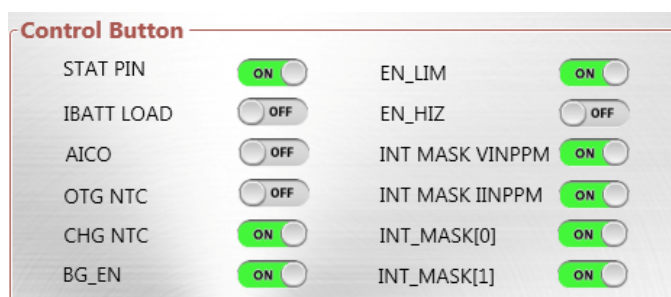 Control Button
STAT PIN ON EN_LIM ON
IBATT LOAD OFF EN_HIZ OFF
AICO OFF INT MASK VINPPM ON
OTG NTC OFF INT MASK IINPPM ON
CHG NTC ON INT_MASK[0] ON
BG_EN ON INT_MASK[1] ON